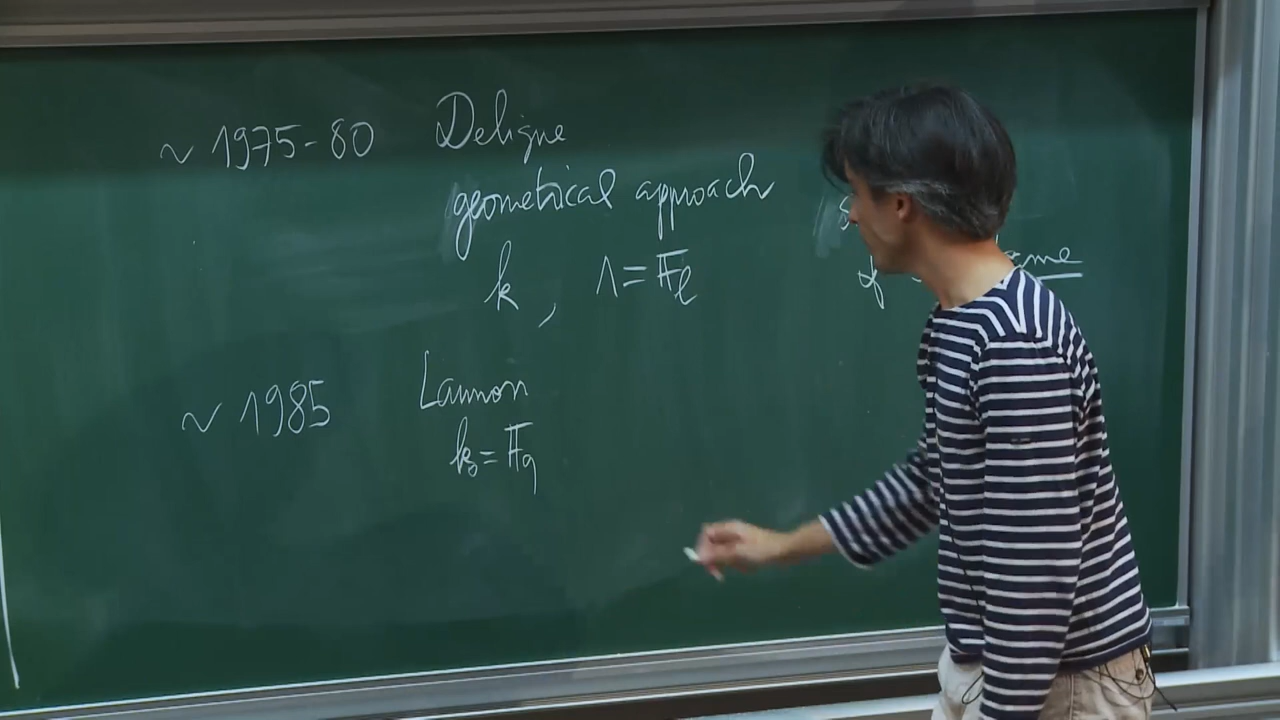 ~ 1975-80 Deligne
geometrical approach
k , Λ = 𝔽ℓ
~ 1985 Laumon
k₀ = 𝔽q